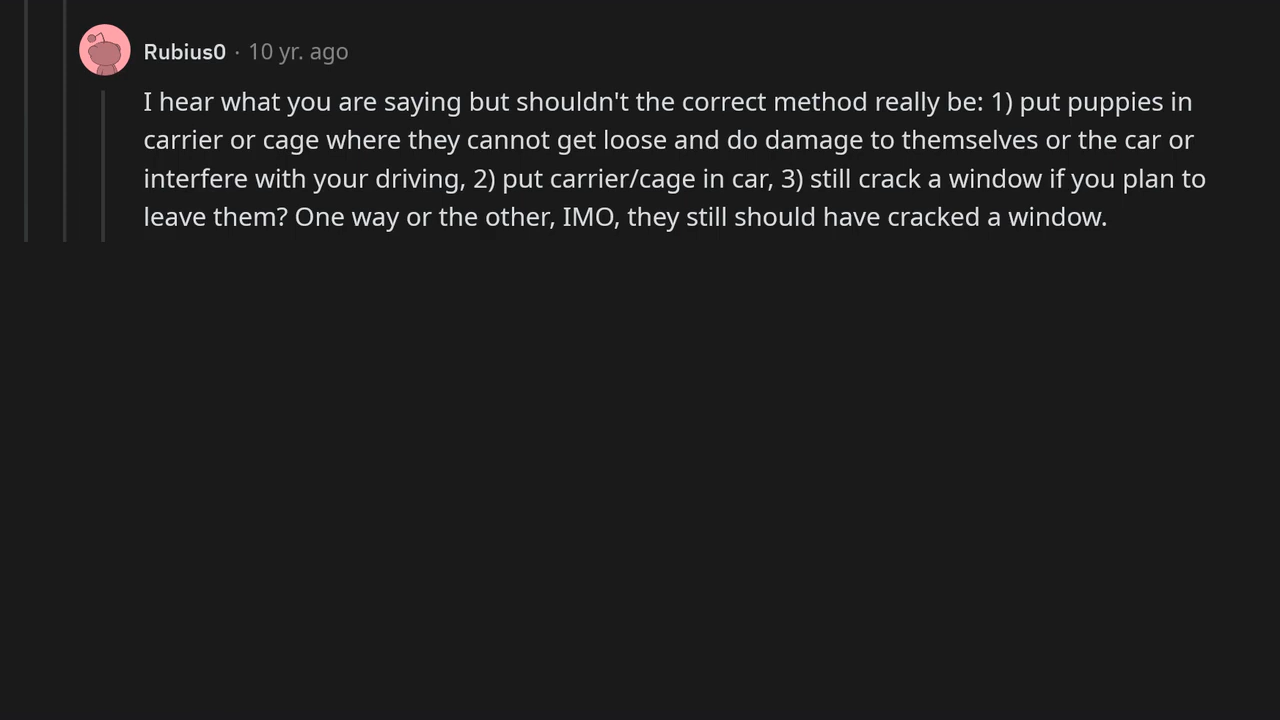 Rubius0 · 10 yr. ago
I hear what you are saying but shouldn't the correct method really be: 1) put puppies in
carrier or cage where they cannot get loose and do damage to themselves or the car or
interfere with your driving, 2) put carrier/cage in car, 3) still crack a window if you plan to
leave them? One way or the other, IMO, they still should have cracked a window.